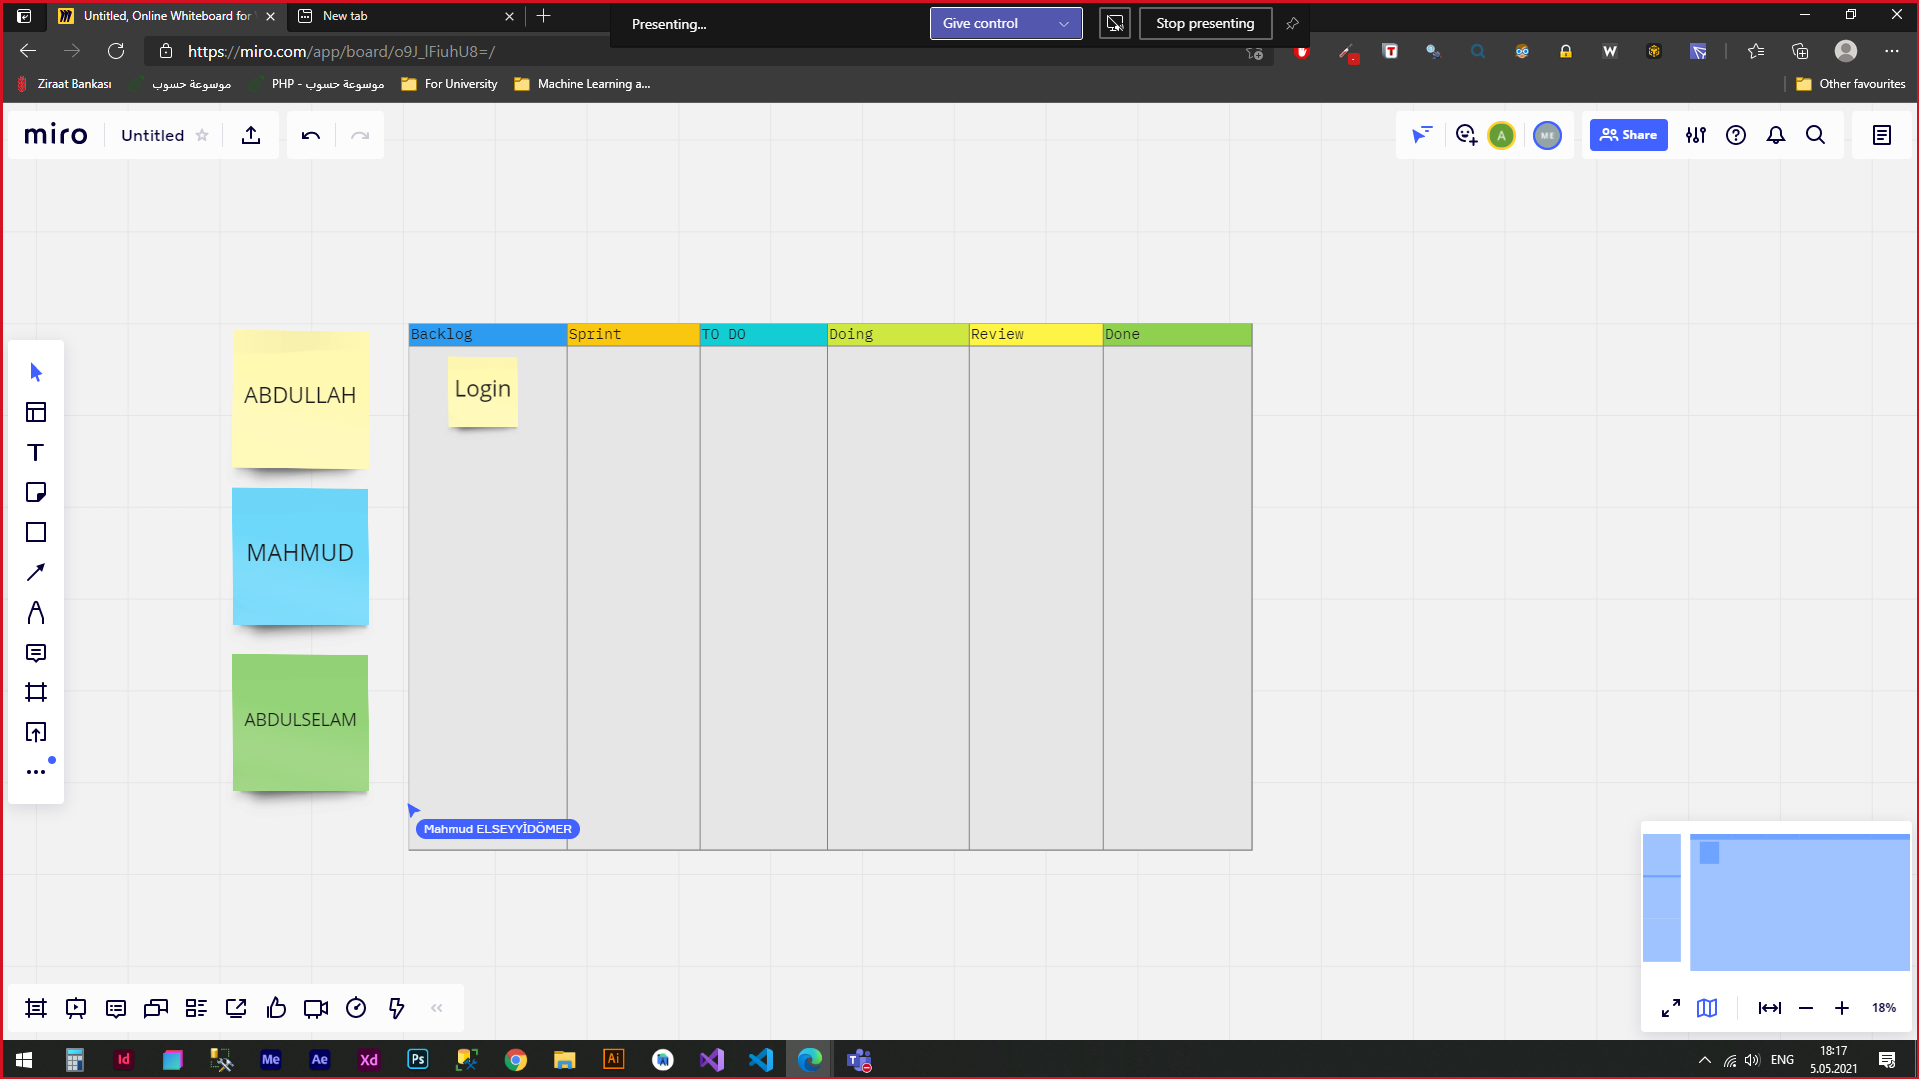 Untitled, Online Whiteboard for
New tab
Presenting...
Give control
Stop presenting
https://miro.com/app/board/o9J_lFiuhU8=/
Ziraat Bankası
موسوعة حسوب
موسوعة حسوب - PHP
For University
Machine Learning a...
Other favourites
miro
Untitled
A
ME
Share
Backlog
Sprint
TO DO
Doing
Review
Done
ABDULLAH
Login
MAHMUD
ABDULSELAM
Mahmud ELSEYYİDÖMER
18%
Id
Me
Ae
Xd
Ps
Ai
ENG
18:17
5.05.2021